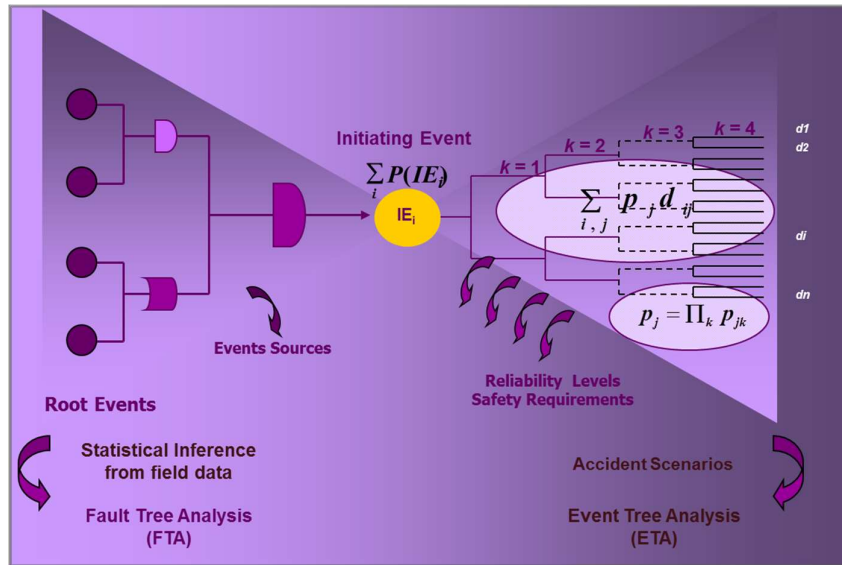 Initiating Event
∑ P(IEᵢ)
i
IEᵢ
k = 1
k = 2
k = 3
k = 4
d1
d2
di
dn
∑ pⱼ dᵢⱼ
i , j
pⱼ = ∏ₖ pⱼₖ
Events Sources
Reliability Levels
Safety Requirements
Root Events
Statistical Inference
from field data
Accident Scenarios
Fault Tree Analysis
(FTA)
Event Tree Analysis
(ETA)